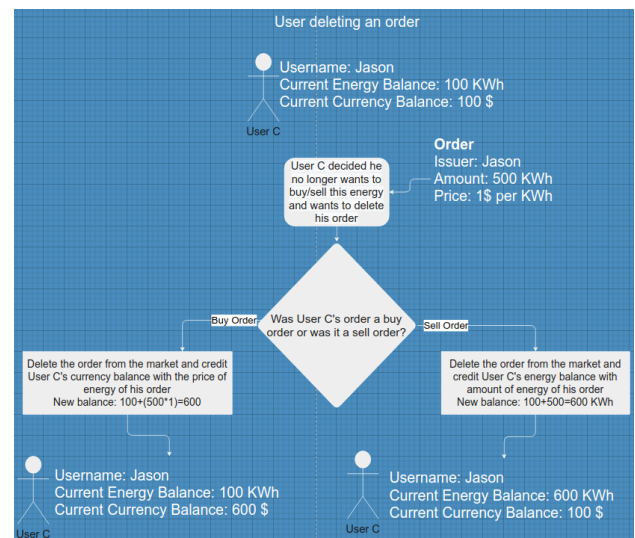 User deleting an order
Username: Jason
Current Energy Balance: 100 KWh
Current Currency Balance: 100 $
User C
Order
Issuer: Jason
Amount: 500 KWh
Price: 1$ per KWh
User C decided he
no longer wants to
buy/sell this energy
and wants to delete
his order
Was User C's order a buy
order or was it a sell order?
Buy Order
Sell Order
Delete the order from the market and credit
User C's currency balance with the price of
energy of his order
New balance: 100+(500*1)=600
Delete the order from the market and
credit User C's energy balance with
amount of energy of his order
New balance: 100+500=600 KWh
Username: Jason
Current Energy Balance: 100 KWh
Current Currency Balance: 600 $
User C
Username: Jason
Current Energy Balance: 600 KWh
Current Currency Balance: 100 $
User C